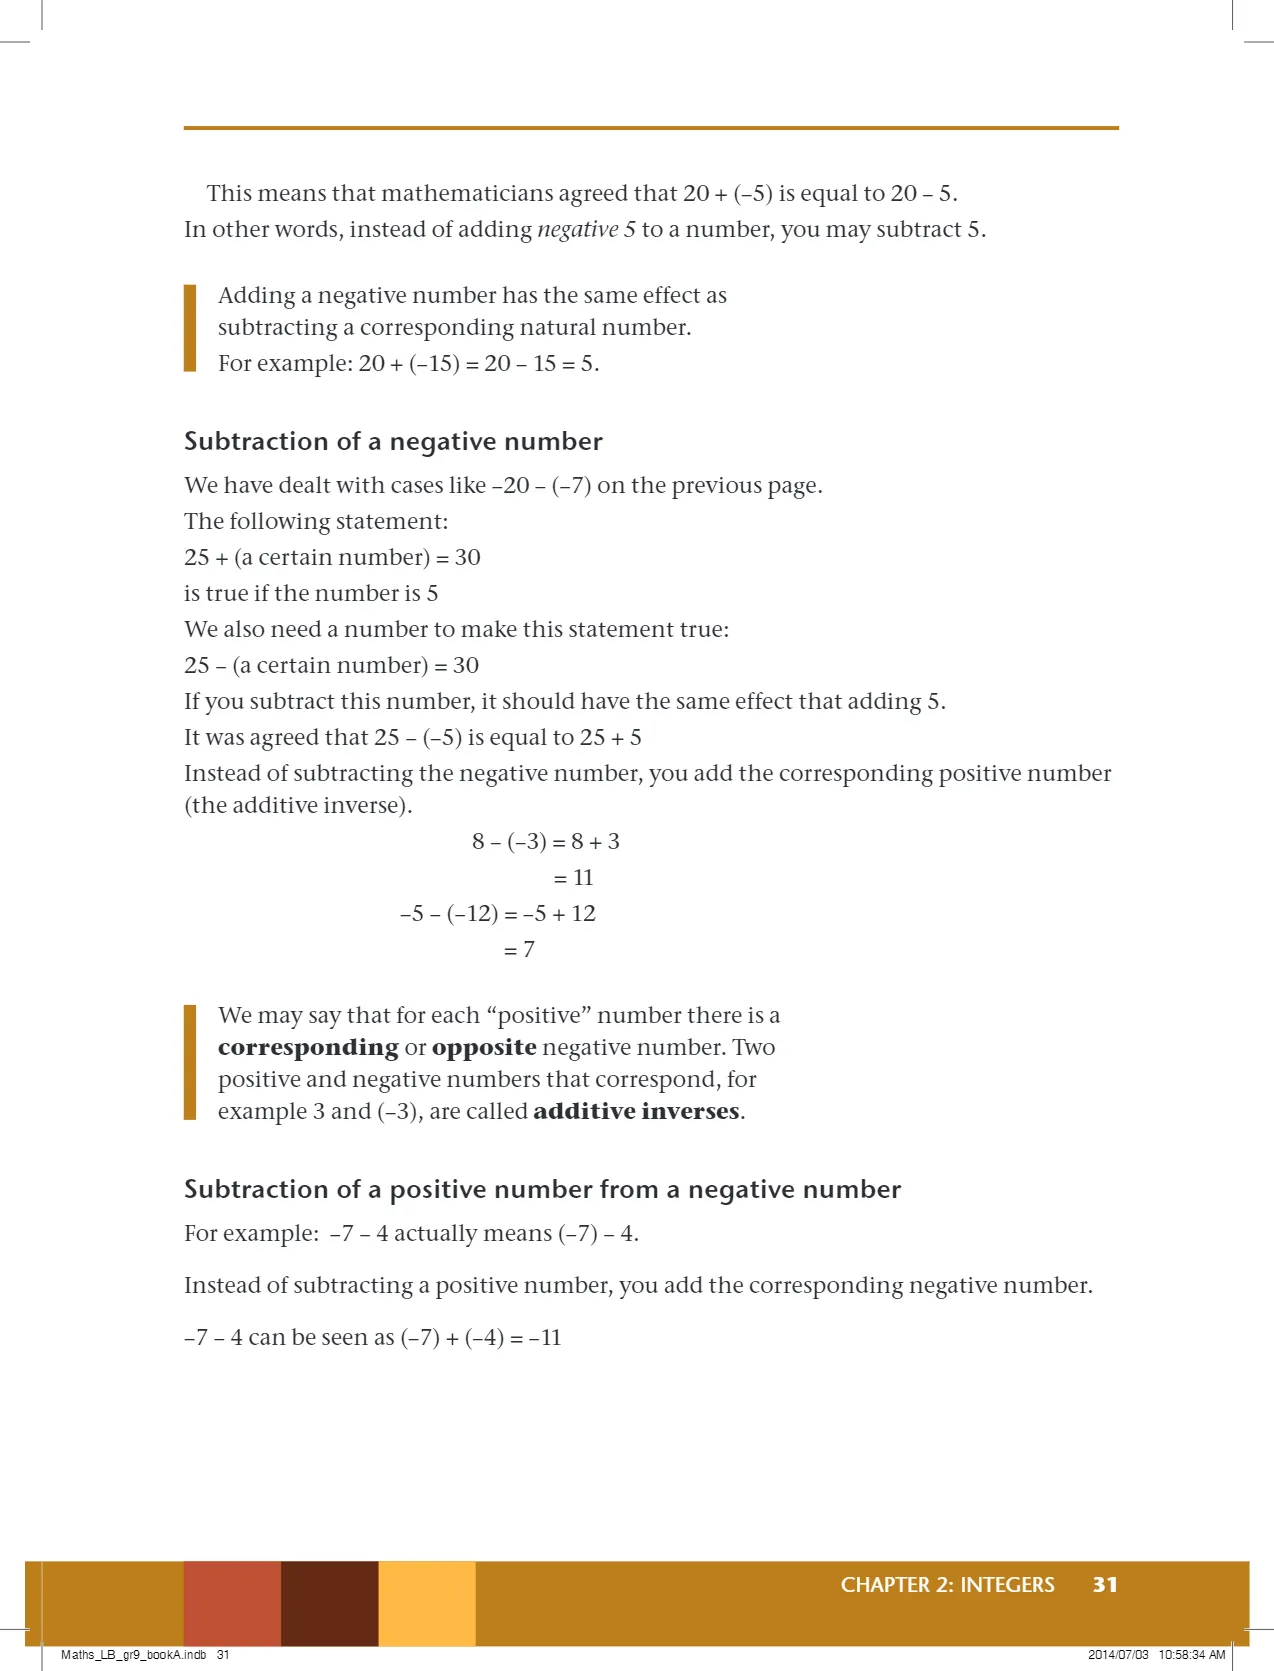 This means that mathematicians agreed that 20 + (–5) is equal to 20 – 5.
In other words, instead of adding negative 5 to a number, you may subtract 5.
Adding a negative number has the same effect as
subtracting a corresponding natural number.
For example: 20 + (–15) = 20 – 15 = 5.
Subtraction of a negative number
We have dealt with cases like –20 – (–7) on the previous page.
The following statement:
25 + (a certain number) = 30
is true if the number is 5
We also need a number to make this statement true:
25 – (a certain number) = 30
If you subtract this number, it should have the same effect that adding 5.
It was agreed that 25 – (–5) is equal to 25 + 5
Instead of subtracting the negative number, you add the corresponding positive number
(the additive inverse).
8 – (–3) = 8 + 3
= 11
–5 – (–12) = –5 + 12
= 7
We may say that for each “positive” number there is a
corresponding or opposite negative number. Two
positive and negative numbers that correspond, for
example 3 and (–3), are called additive inverses.
Subtraction of a positive number from a negative number
For example: –7 – 4 actually means (–7) – 4.
Instead of subtracting a positive number, you add the corresponding negative number.
–7 – 4 can be seen as (–7) + (–4) = –11
CHAPTER 2: INTEGERS 31
Maths_LB_gr9_bookA.indb 31 2014/07/03 10:58:34 AM